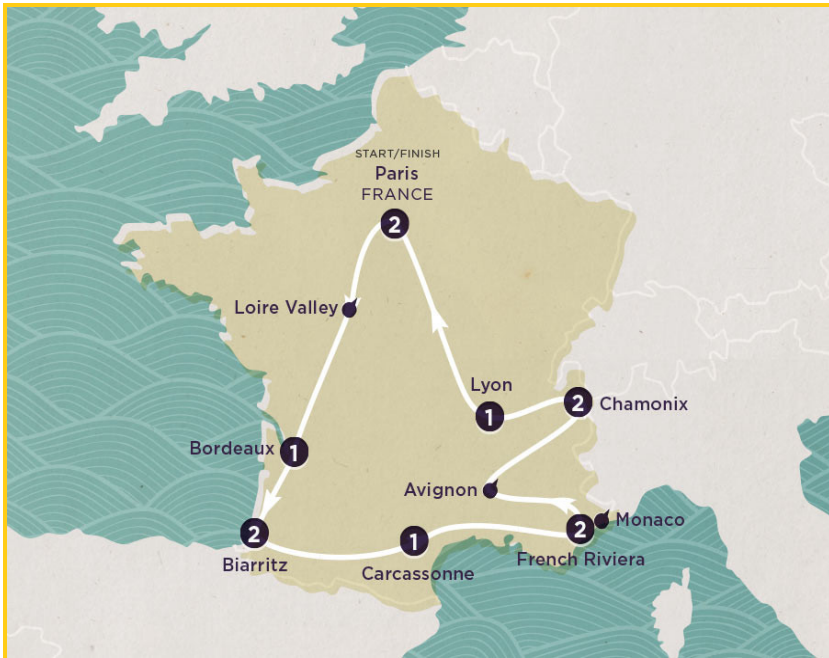 START/FINISH
Paris
FRANCE
2
Loire Valley
Lyon
1
2
Chamonix
Bordeaux
1
Avignon
Monaco
2
Biarritz
1
Carcassonne
2
French Riviera